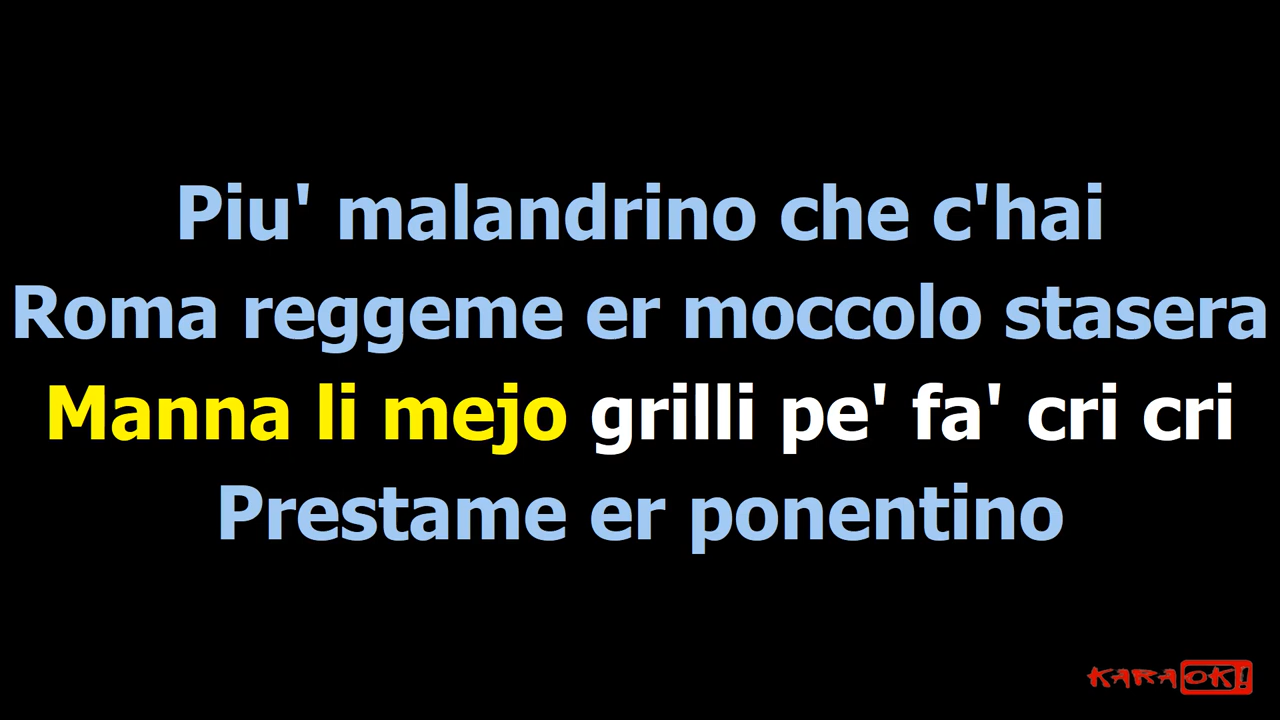 Piu' malandrino che c'hai
Roma reggeme er moccolo stasera
Manna li mejo grilli pe' fa' cri cri
Prestame er ponentino
KARAOK!